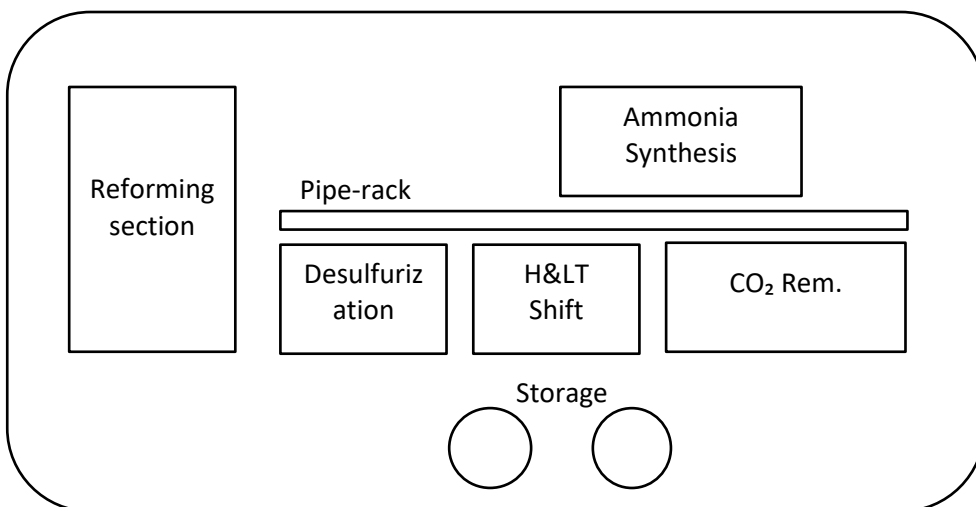 Ammonia
Synthesis
Reforming
section
Pipe-rack
Desulfuriz
ation
H&LT
Shift
CO₂ Rem.
Storage